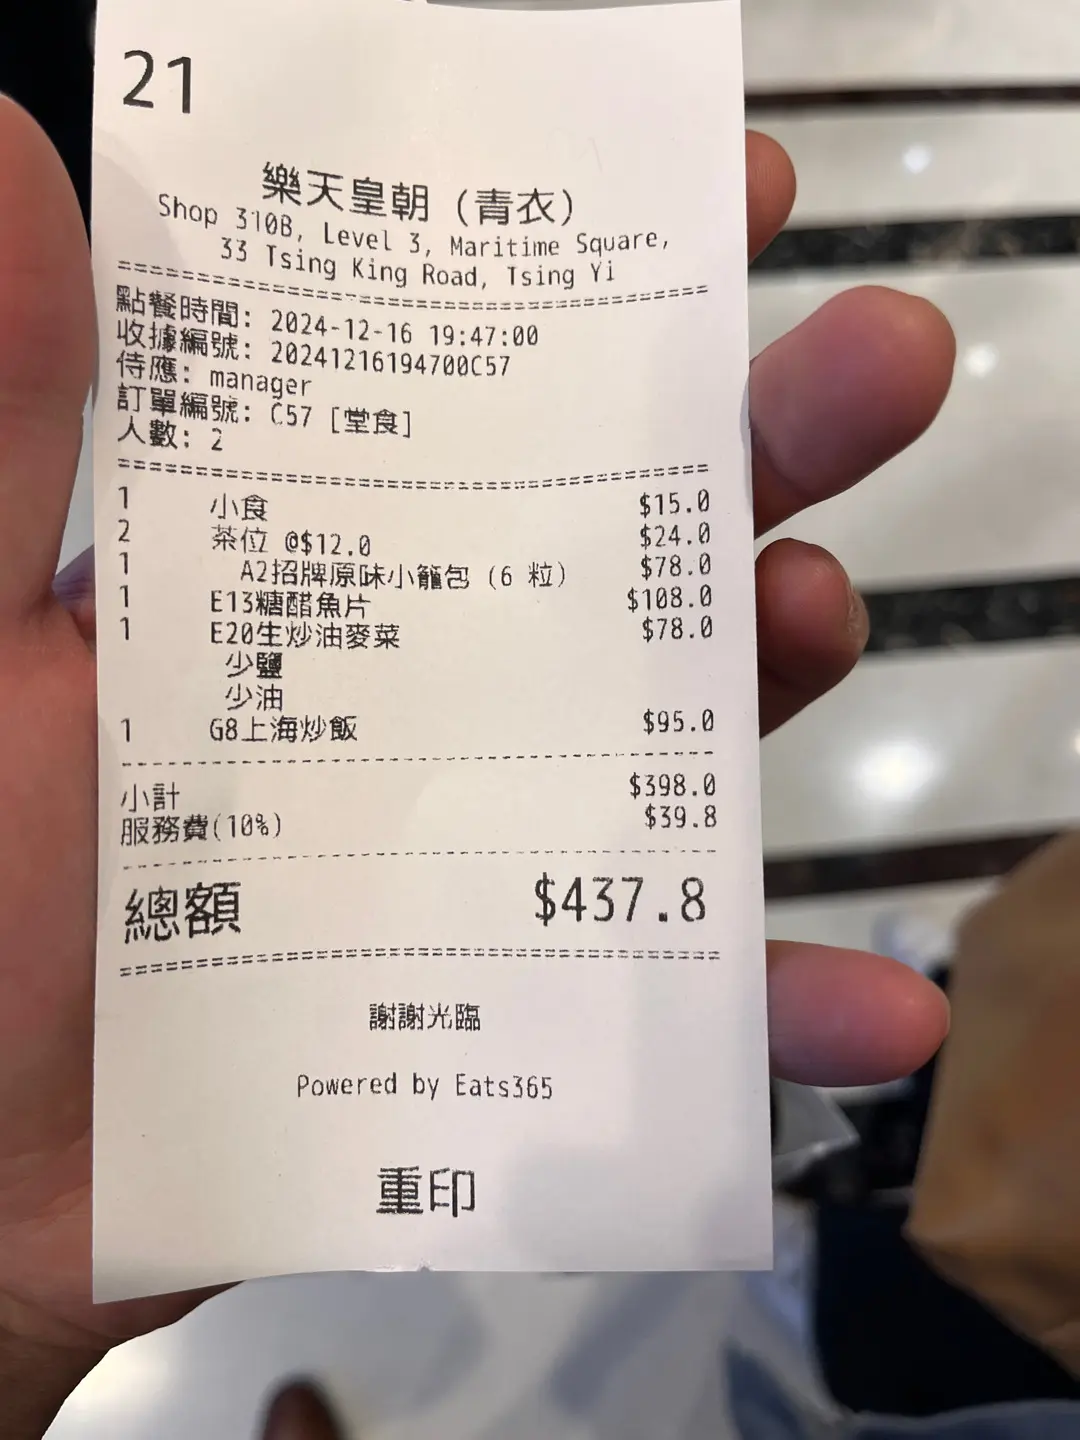 21
樂天皇朝 (青衣)
Shop 310B, Level 3, Maritime Square,
33 Tsing King Road, Tsing Yi
點餐時間: 2024-12-16 19:47:00
收據編號: 20241216194700C57
侍應: manager
訂單編號: C57 [堂食]
人數: 2
1 小食 $15.0
2 茶位 @$12.0 $24.0
1 A2招牌原味小籠包 (6 粒) $78.0
1 E13糖醋魚片 $108.0
1 E20生炒油麥菜 $78.0
少鹽
少油
1 G8上海炒飯 $95.0
小計 $398.0
服務費(10%) $39.8
總額 $437.8
謝謝光臨
Powered by Eats365
重印